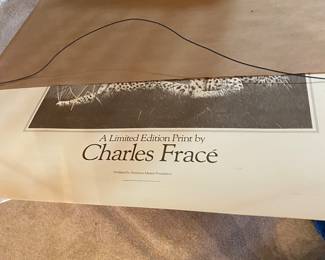 A Limited Edition Print by
Charles Fracé